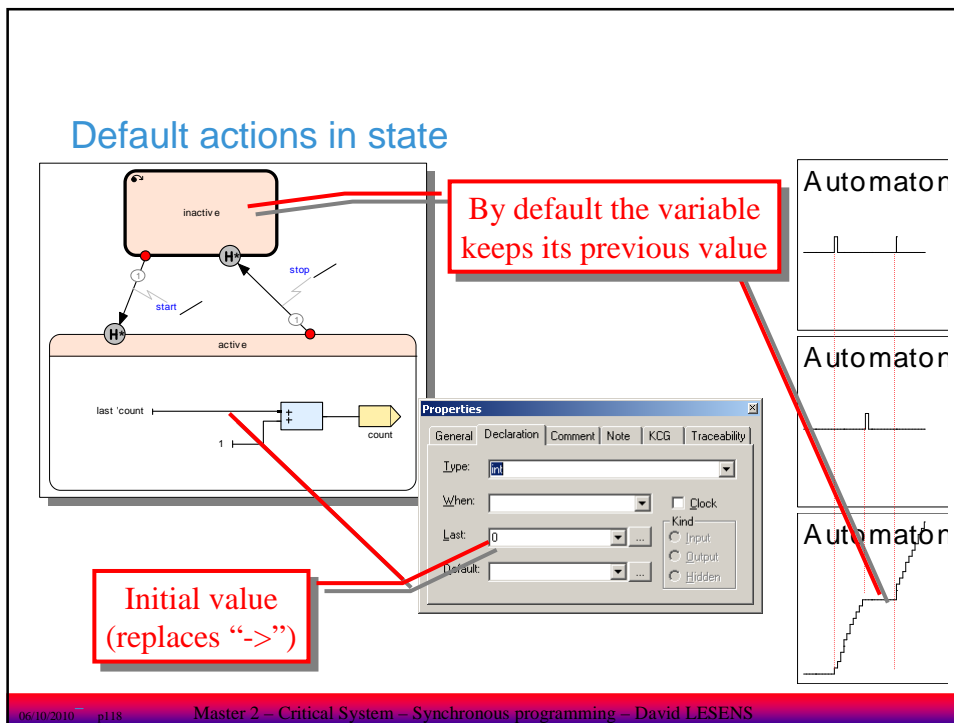 Default actions in state
inactive
H*
1
start
stop
1
H*
active
last 'count
1
+
+
count
By default the variable
keeps its previous value
Properties
General Declaration Comment Note KCG Traceability
Type: int
When:
Clock
Last: 0
...
Kind
Input
Output
Hidden
Default:
...
Initial value
(replaces “->”)
Automaton
Automaton
Automaton
06/10/2010 p118 Master 2 – Critical System – Synchronous programming – David LESENS